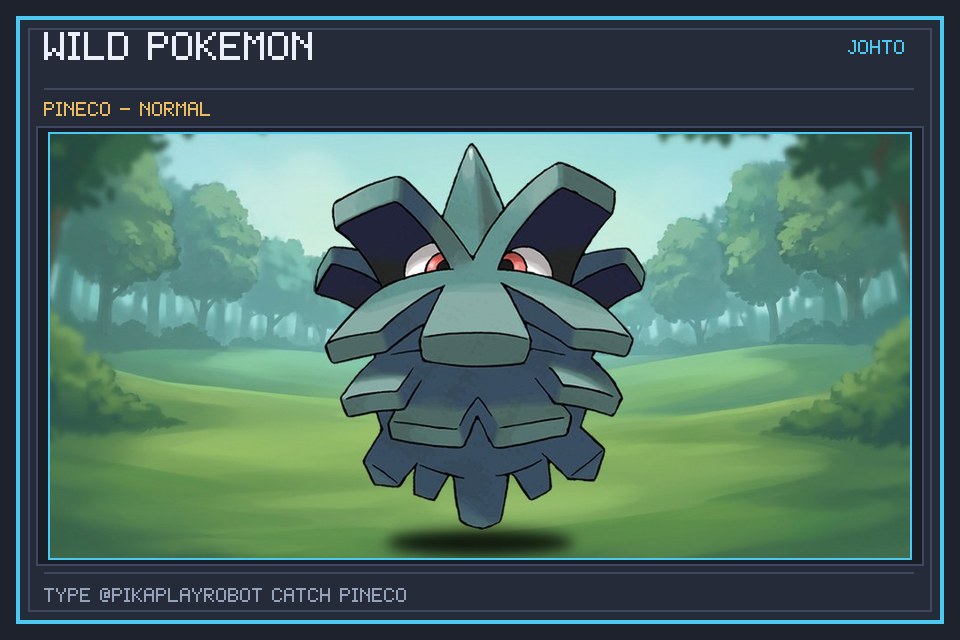 WILD POKEMON
JOHTO
PINECO - NORMAL
TYPE @PIKAPLAYROBOT CATCH PINECO